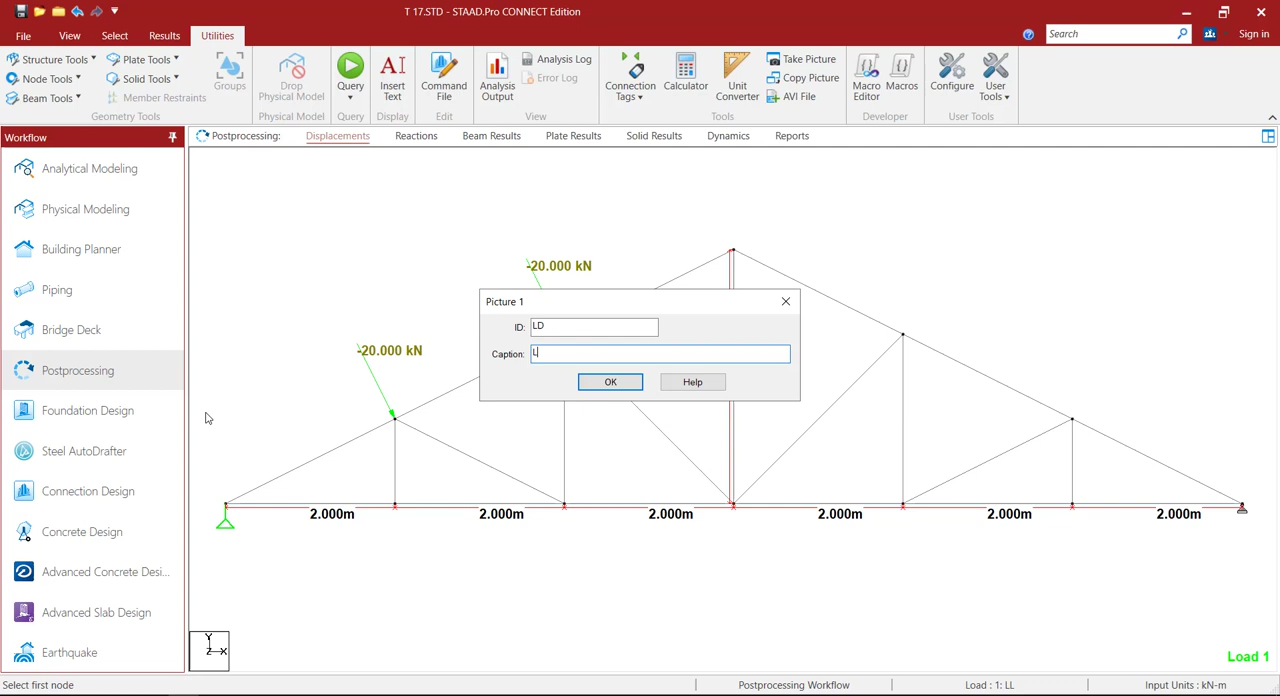 T 17.STD - STAAD.Pro CONNECT Edition
File View Select Results Utilities Search Sign in
Structure Tools Plate Tools
Node Tools Solid Tools
Beam Tools Member Restraints
Groups
Geometry Tools
Drop Physical Model
Physical Model
Query
Query
Insert Text
Display
Command File
Edit
Analysis Output
Analysis Log
Error Log
View
Connection Tags
Calculator
Unit Converter
Take Picture
Copy Picture
AVI File
Tools
Macro Editor
Macros
Developer
Configure
User Tools
User Tools
Workflow
Postprocessing: Displacements Reactions Beam Results Plate Results Solid Results Dynamics Reports
Analytical Modeling
Physical Modeling
Building Planner
Piping
Bridge Deck
Postprocessing
Foundation Design
Steel AutoDrafter
Connection Design
Concrete Design
Advanced Concrete Desi...
Advanced Slab Design
Earthquake
-20.000 kN
-20.000 kN
Picture 1
ID: LD
Caption: L
OK Help
2.000m 2.000m 2.000m 2.000m 2.000m 2.000m
Y
Z X
Load 1
Select first node
Postprocessing Workflow
Load : 1: LL
Input Units : kN-m